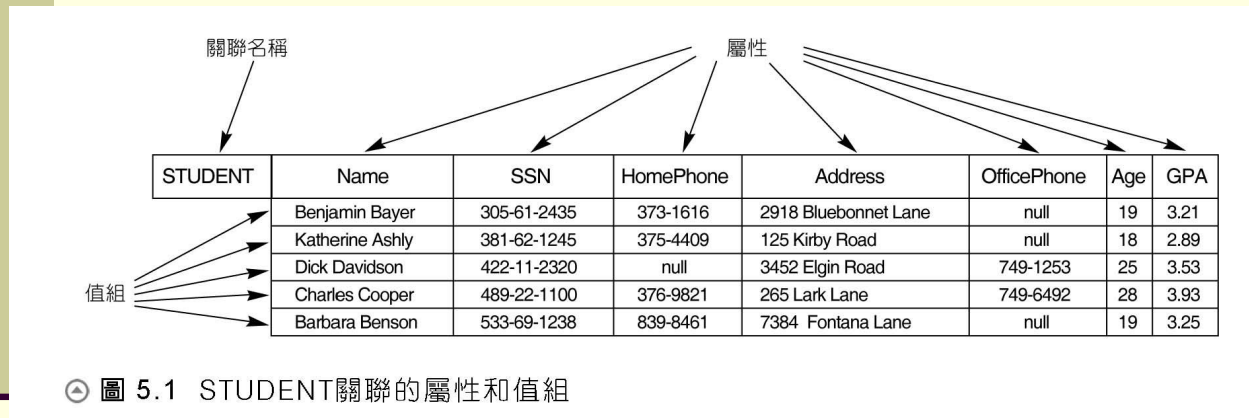 關聯名稱 屬性
STUDENT Name SSN HomePhone Address OfficePhone Age GPA
Benjamin Bayer 305-61-2435 373-1616 2918 Bluebonnet Lane null 19 3.21
Katherine Ashly 381-62-1245 375-4409 125 Kirby Road null 18 2.89
Dick Davidson 422-11-2320 null 3452 Elgin Road 749-1253 25 3.53
值組 Charles Cooper 489-22-1100 376-9821 265 Lark Lane 749-6492 28 3.93
Barbara Benson 533-69-1238 839-8461 7384 Fontana Lane null 19 3.25
圖 5.1 STUDENT關聯的屬性和值組